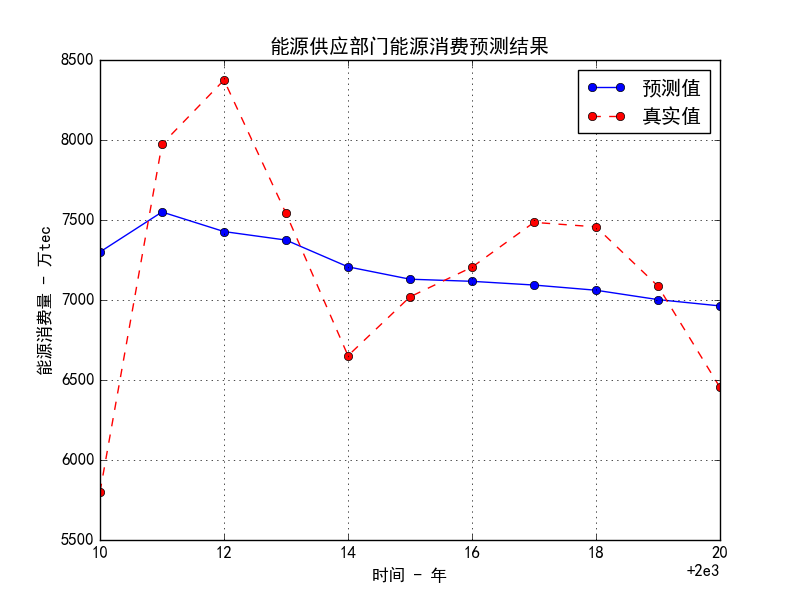 能源供应部门能源消费预测结果
预测值
真实值
8500
8000
7500
7000
6500
6000
5500
能源消费量 - 万tec
10 12 14 16 18 20
+2e3
时间 - 年